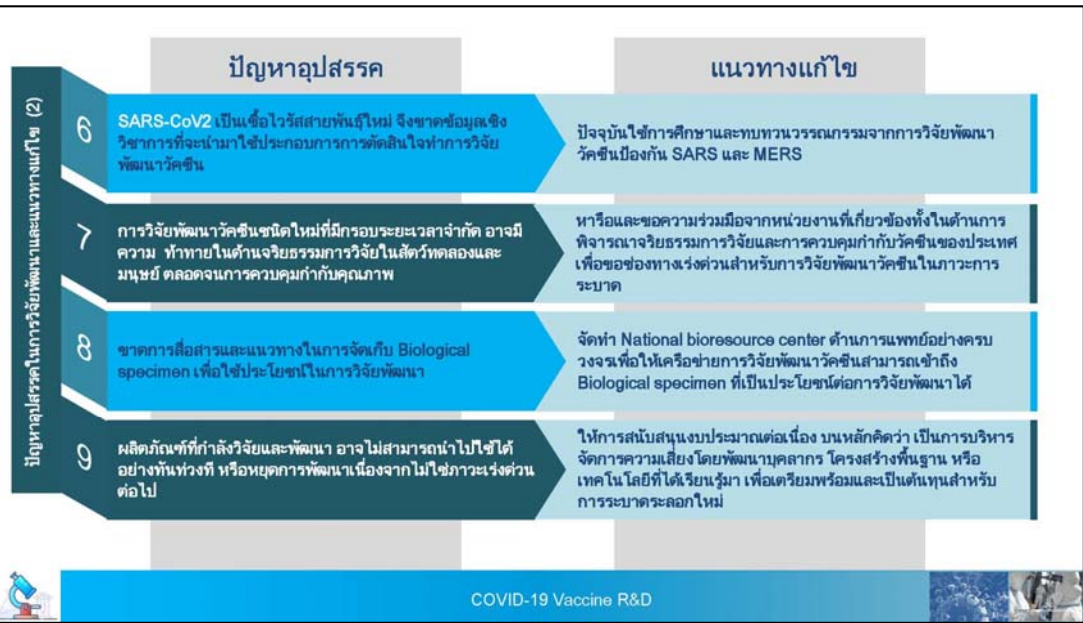 ปัญหาอุปสรรคในการวิจัยพัฒนาและแนวทางแก้ไข (2)
ปัญหาอุปสรรค
แนวทางแก้ไข
6
SARS-CoV2 เป็นเชื้อไวรัสสายพันธุ์ใหม่ จึงขาดข้อมูลเชิง
วิชาการที่จะนำมาใช้ประกอบการการตัดสินใจทำการวิจัย
พัฒนาวัคซีน
ปัจจุบันใช้การศึกษาและทบทวนวรรณกรรมจากการวิจัยพัฒนา
วัคซีนป้องกัน SARS และ MERS
7
การวิจัยพัฒนาวัคซีนชนิดใหม่ที่มีกรอบระยะเวลาจำกัด อาจมี
ความ ท้าทายในด้านจริยธรรมการวิจัยในสัตว์ทดลองและ
มนุษย์ ตลอดจนการควบคุมกำกับคุณภาพ
หารือและขอความร่วมมือจากหน่วยงานที่เกี่ยวข้องทั้งในด้านการ
พิจารณาจริยธรรมการวิจัยและการควบคุมกำกับวัคซีนของประเทศ
เพื่อขอช่องทางเร่งด่วนสำหรับการวิจัยพัฒนาวัคซีนในภาวะการ
ระบาด
8
ขาดการสื่อสารและแนวทางในการจัดเก็บ Biological
specimen เพื่อใช้ประโยชน์ในการวิจัยพัฒนา
จัดทำ National bioresource center ด้านการแพทย์อย่างครบ
วงจรเพื่อให้เครือข่ายการวิจัยพัฒนาวัคซีนสามารถเข้าถึง
Biological specimen ที่เป็นประโยชน์ต่อการวิจัยพัฒนาได้
9
ผลิตภัณฑ์ที่กำลังวิจัยและพัฒนา อาจไม่สามารถนำไปใช้ได้
อย่างทันท่วงที หรือหยุดการพัฒนาเนื่องจากไม่ใช่ภาวะเร่งด่วน
ต่อไป
ให้การสนับสนุนงบประมาณต่อเนื่อง บนหลักคิดว่า เป็นการบริหาร
จัดการความเสี่ยงโดยพัฒนาบุคลากร โครงสร้างพื้นฐาน หรือ
เทคโนโลยีที่ได้เรียนรู้มา เพื่อเตรียมพร้อมและเป็นต้นทุนสำหรับ
การระบาดระลอกใหม่
COVID-19 Vaccine R&D